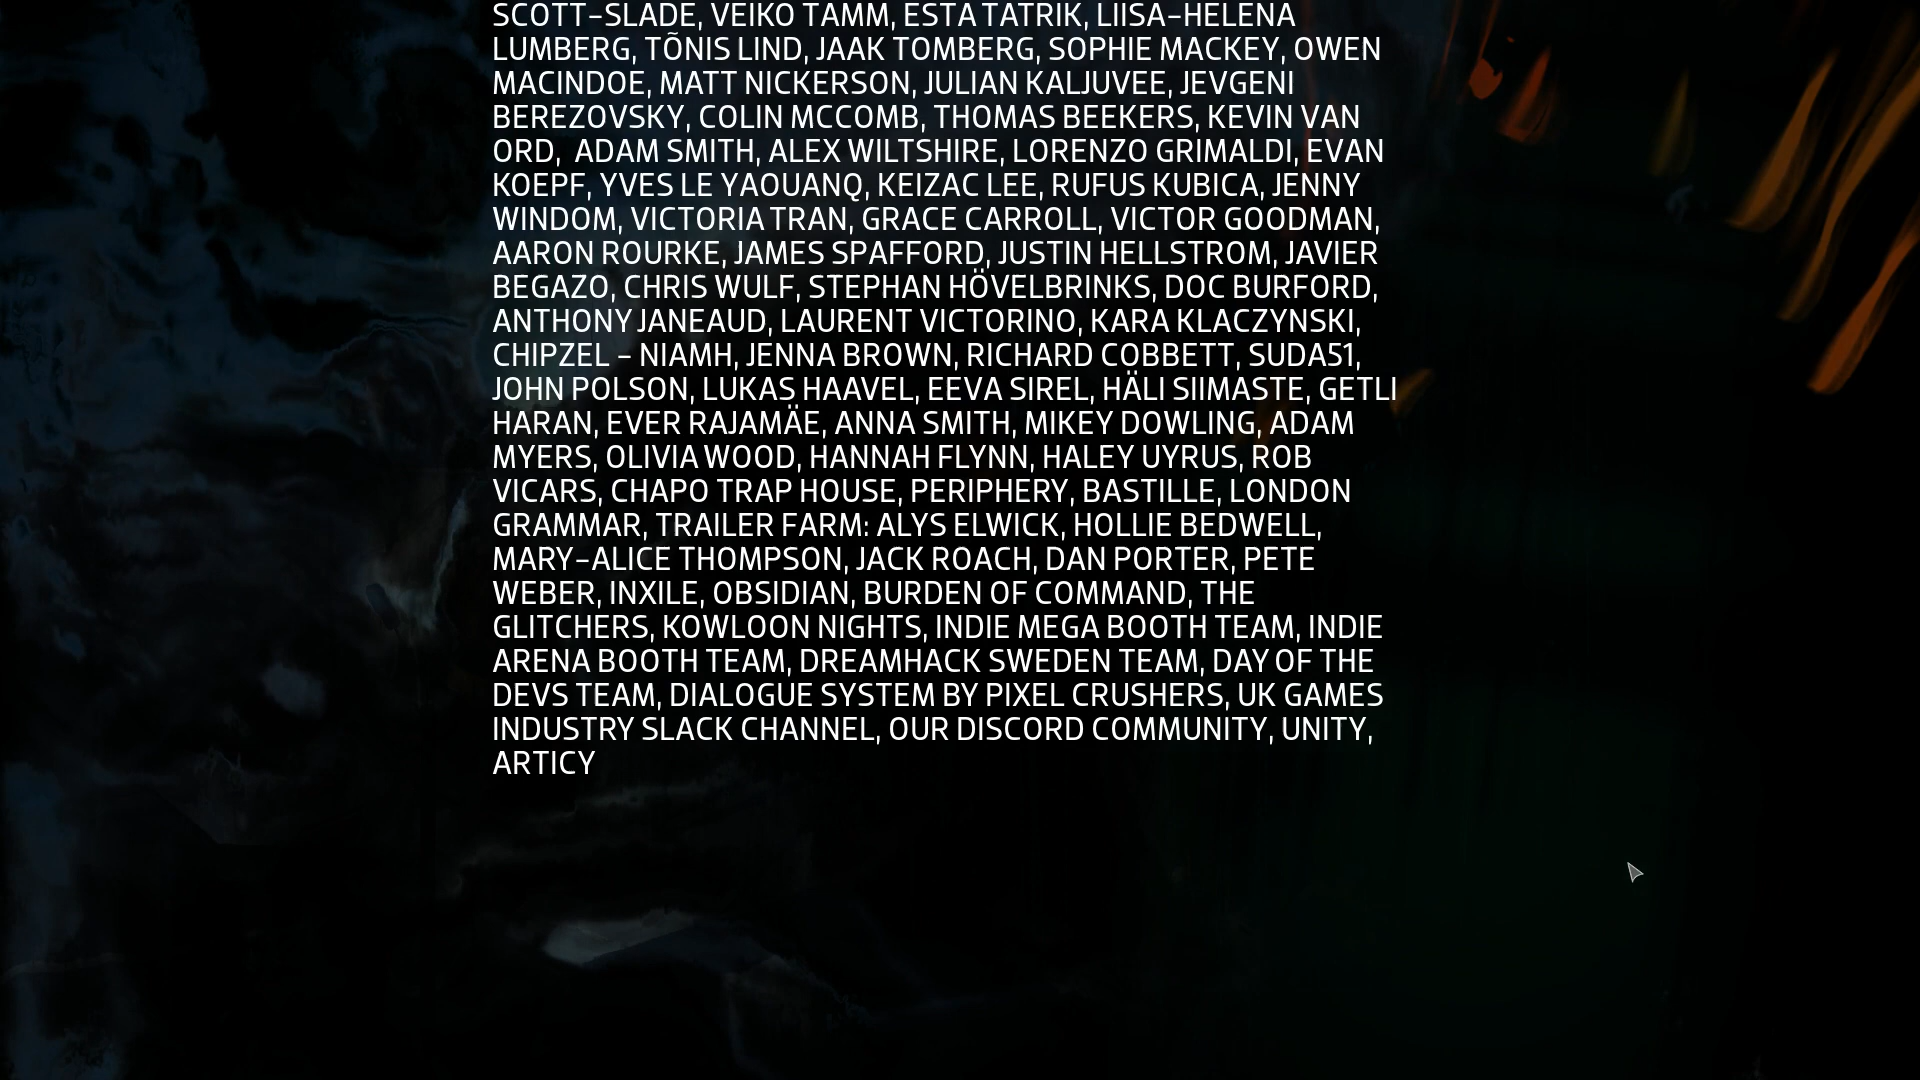 SCOTT-SLADE, VEIKO TAMM, ESTA TATRIK, LIISA-HELENA
LUMBERG, TÕNIS LIND, JAAK TOMBERG, SOPHIE MACKEY, OWEN
MACINDOE, MATT NICKERSON, JULIAN KALJUVEE, JEVGENI
BEREZOVSKY, COLIN MCCOMB, THOMAS BEEKERS, KEVIN VAN
ORD, ADAM SMITH, ALEX WILTSHIRE, LORENZO GRIMALDI, EVAN
KOEPF, YVES LE YAOUANQ, KEIZAC LEE, RUFUS KUBICA, JENNY
WINDOM, VICTORIA TRAN, GRACE CARROLL, VICTOR GOODMAN,
AARON ROURKE, JAMES SPAFFORD, JUSTIN HELLSTROM, JAVIER
BEGAZO, CHRIS WULF, STEPHAN HÖVELBRINKS, DOC BURFORD,
ANTHONY JANEAUD, LAURENT VICTORINO, KARA KLACZYNSKI,
CHIPZEL - NIAMH, JENNA BROWN, RICHARD COBBETT, SUDA51,
JOHN POLSON, LUKAS HAAVEL, EEVA SIREL, HÄLI SIIMASTE, GETLI
HARAN, EVER RAJAMÄE, ANNA SMITH, MIKEY DOWLING, ADAM
MYERS, OLIVIA WOOD, HANNAH FLYNN, HALEY UYRUS, ROB
VICARS, CHAPO TRAP HOUSE, PERIPHERY, BASTILLE, LONDON
GRAMMAR, TRAILER FARM: ALYS ELWICK, HOLLIE BEDWELL,
MARY-ALICE THOMPSON, JACK ROACH, DAN PORTER, PETE
WEBER, INXILE, OBSIDIAN, BURDEN OF COMMAND, THE
GLITCHERS, KOWLOON NIGHTS, INDIE MEGA BOOTH TEAM, INDIE
ARENA BOOTH TEAM, DREAMHACK SWEDEN TEAM, DAY OF THE
DEVS TEAM, DIALOGUE SYSTEM BY PIXEL CRUSHERS, UK GAMES
INDUSTRY SLACK CHANNEL, OUR DISCORD COMMUNITY, UNITY,
ARTICY